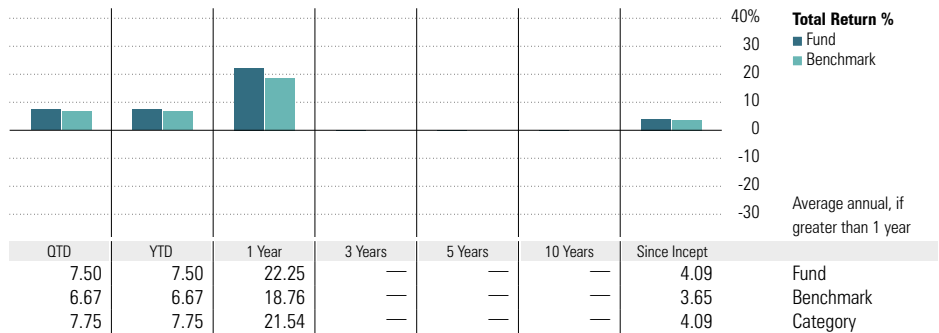 40%
30
20
10
0
-10
-20
-30
Total Return %
Fund
Benchmark
Average annual, if
greater than 1 year
QTD YTD 1 Year 3 Years 5 Years 10 Years Since Incept
7.50 7.50 22.25 — — — 4.09 Fund
6.67 6.67 18.76 — — — 3.65 Benchmark
7.75 7.75 21.54 — — — 4.09 Category